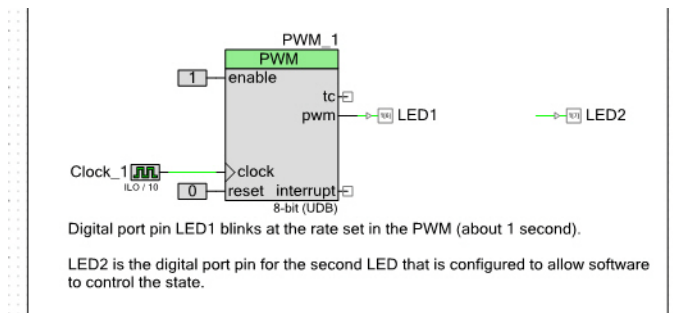 PWM_1
PWM
1
enable
tc
pwm
LED1
LED2
Clock_1
clock
ILO / 10
0
reset interrupt
8-bit (UDB)
Digital port pin LED1 blinks at the rate set in the PWM (about 1 second).
LED2 is the digital port pin for the second LED that is configured to allow software
to control the state.